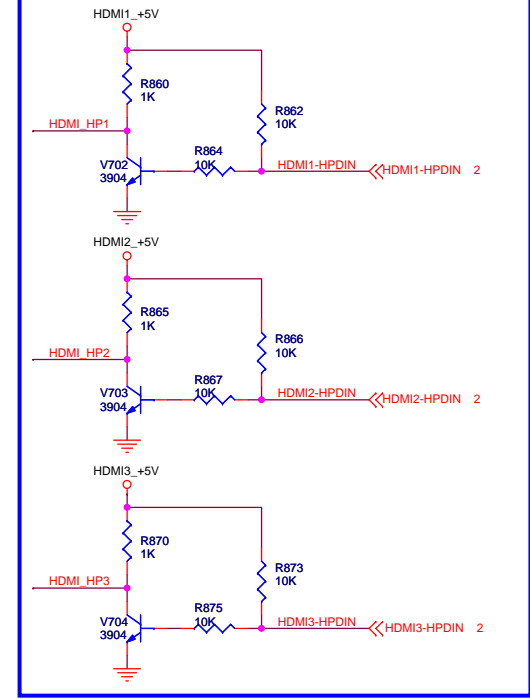 HDMI1_+5V
R860
1K
R862
10K
HDMI_HP1
R864
10K
V702
3904
HDMI1-HPDIN
HDMI1-HPDIN 2
HDMI2_+5V
R865
1K
R866
10K
HDMI_HP2
R867
10K
V703
3904
HDMI2-HPDIN
HDMI2-HPDIN 2
HDMI3_+5V
R870
1K
R873
10K
HDMI_HP3
R875
10K
V704
3904
HDMI3-HPDIN
HDMI3-HPDIN 2